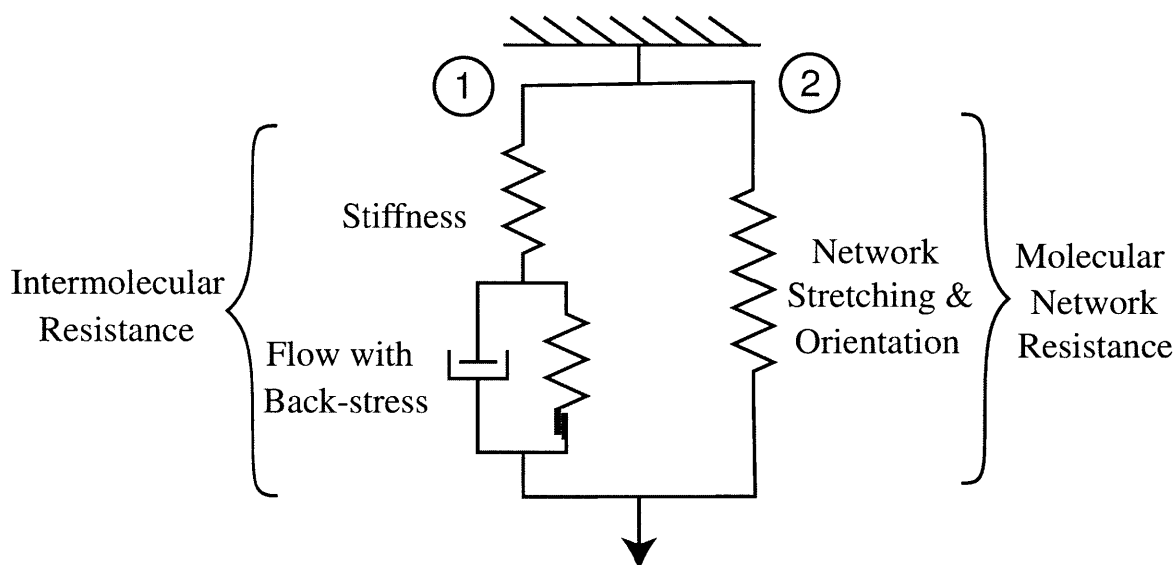 1
2
Stiffness
Intermolecular
Resistance
Flow with
Back-stress
Network
Stretching &
Orientation
Molecular
Network
Resistance